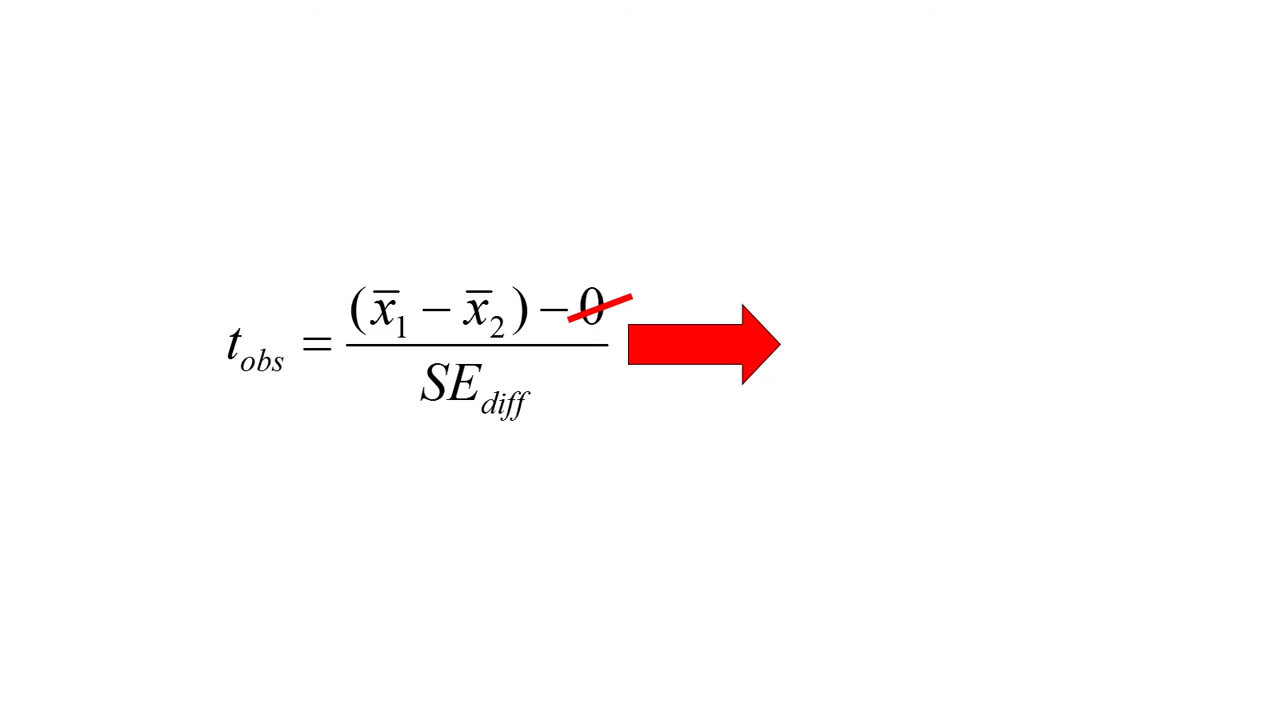 t_obs = ((x̄₁ − x̄₂) − 0) / SE_diff